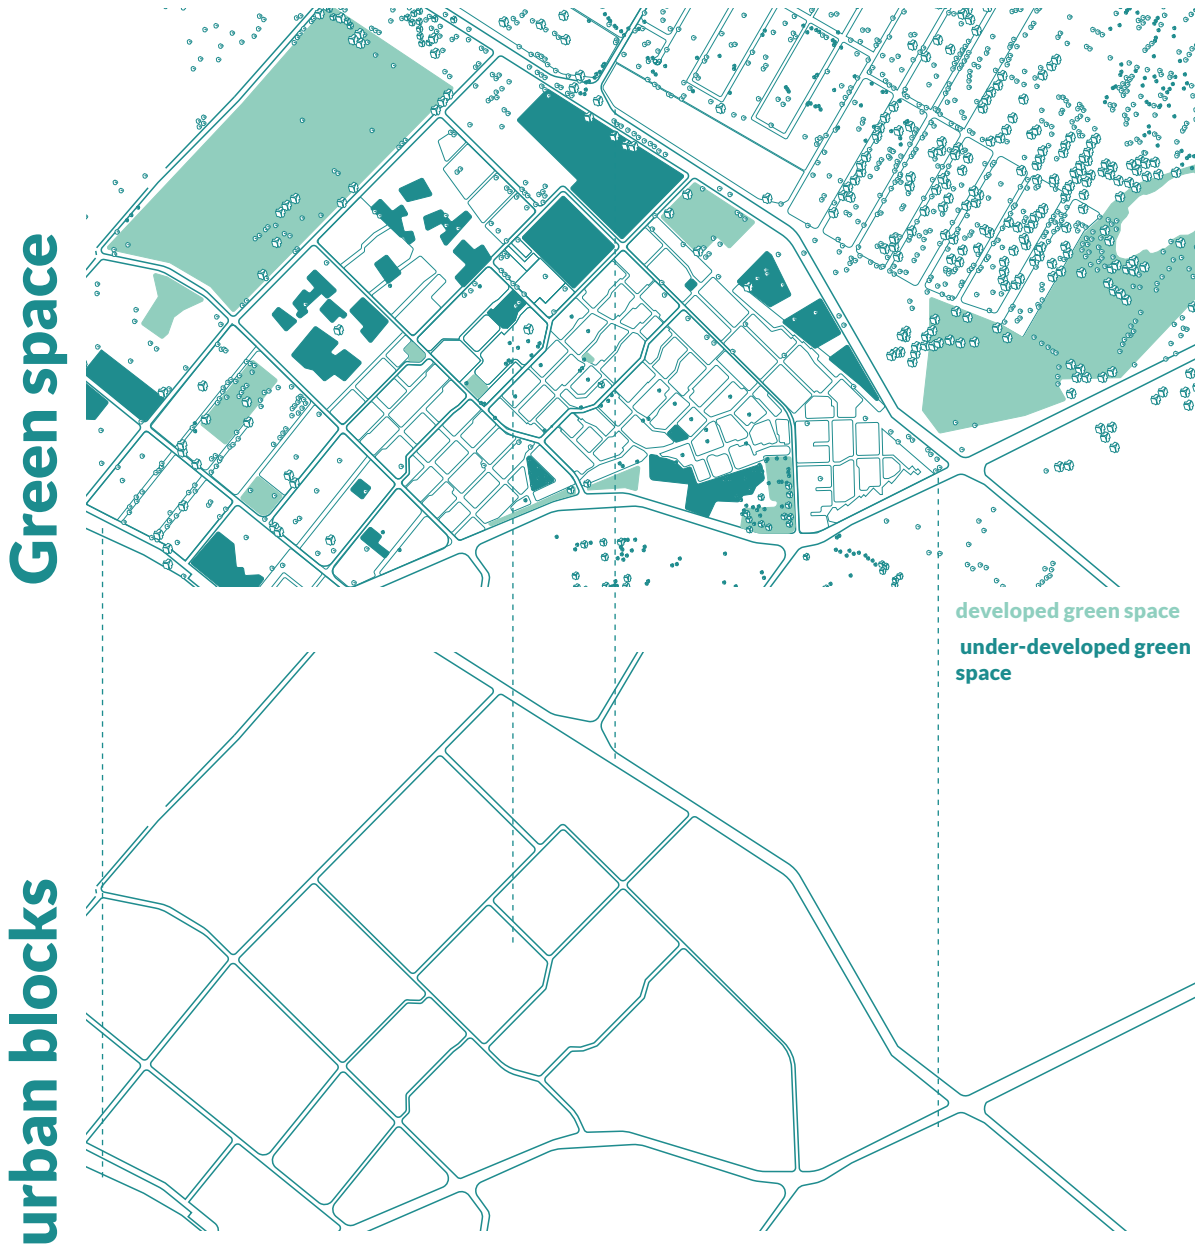 Green space
developed green space
under-developed green
space
urban blocks